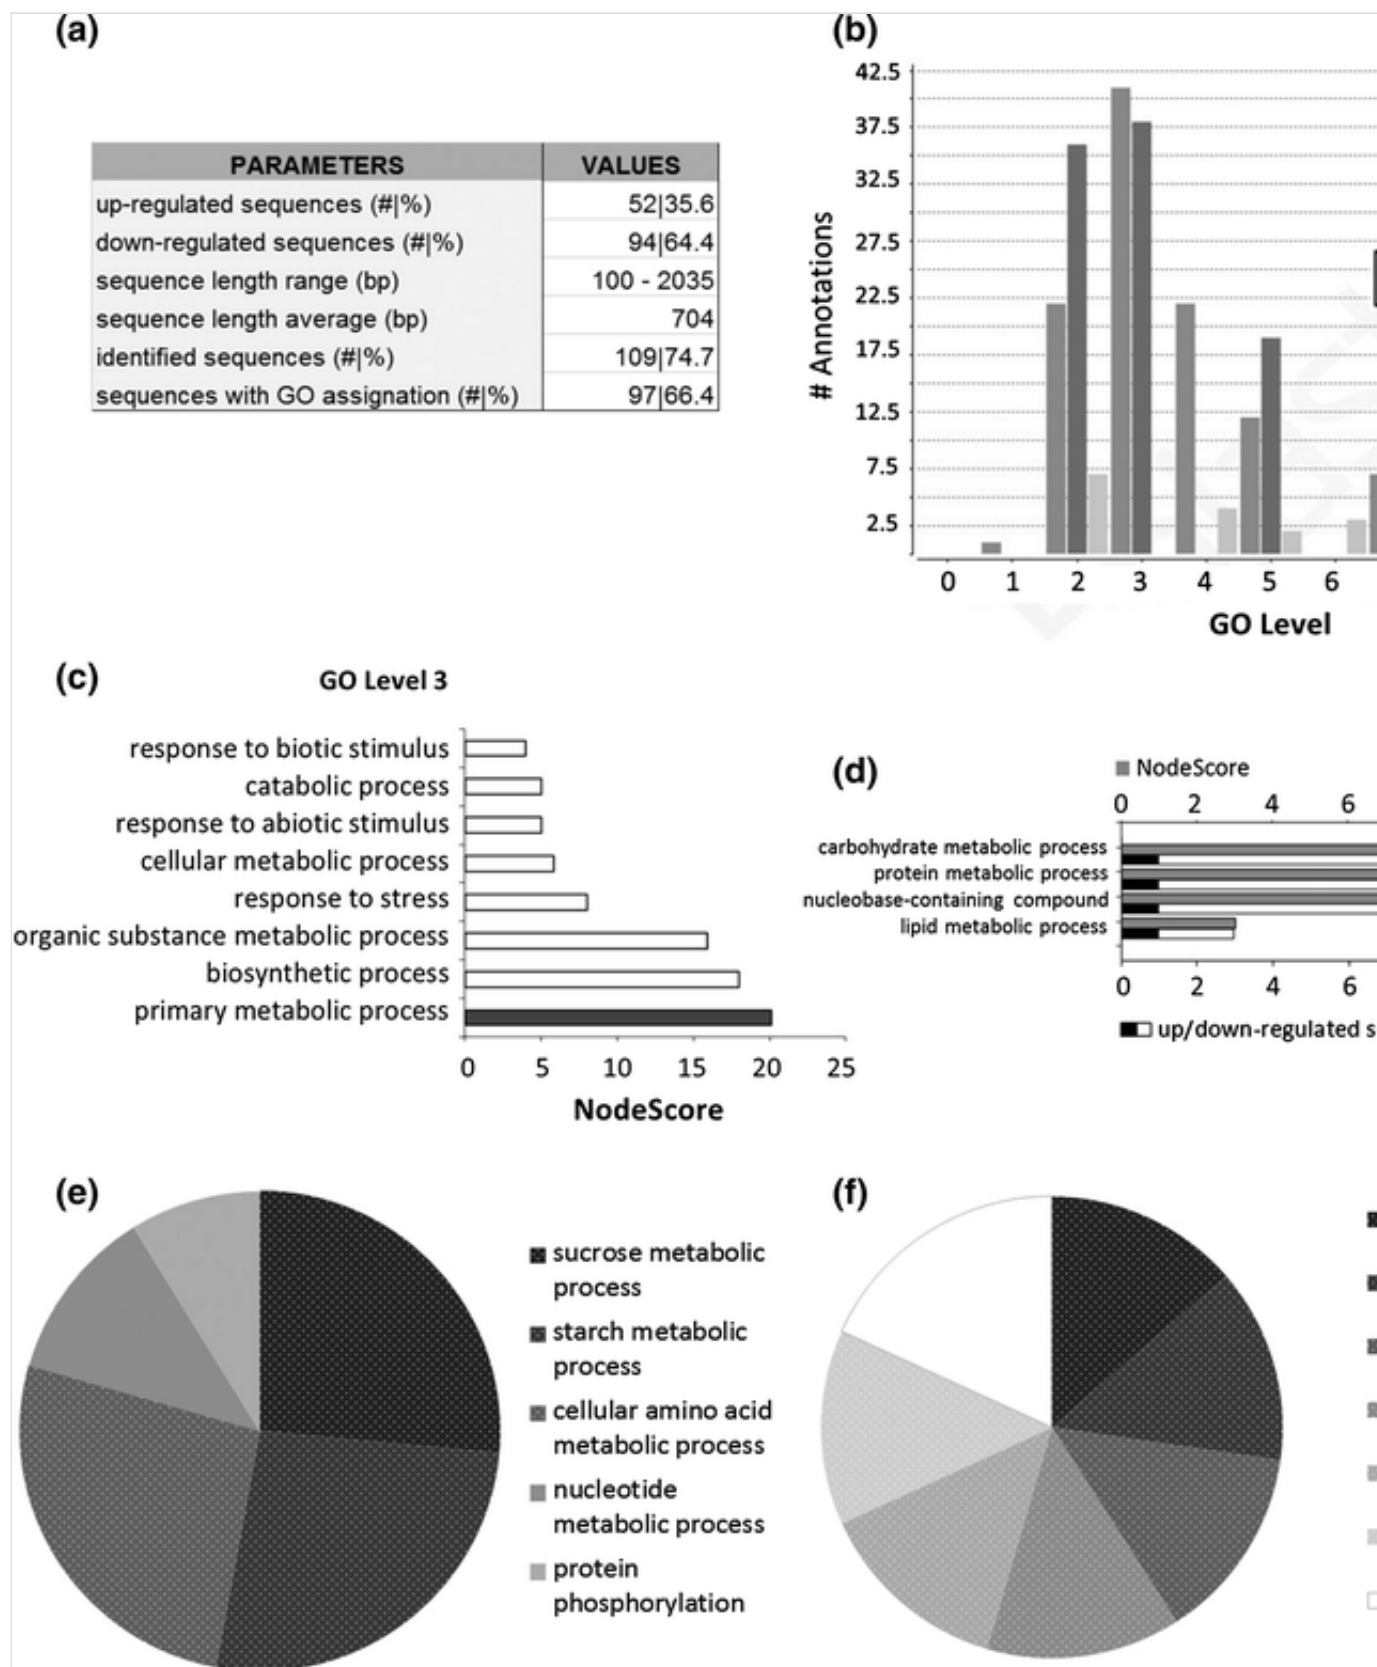 (a)
PARAMETERS VALUES
up-regulated sequences (#|%) 52|35.6
down-regulated sequences (#|%) 94|64.4
sequence length range (bp) 100 - 2035
sequence length average (bp) 704
identified sequences (#|%) 109|74.7
sequences with GO assignation (#|%) 97|66.4
(b)
42.5
37.5
32.5
27.5
22.5
17.5
12.5
7.5
2.5
# Annotations
0 1 2 3 4 5 6
GO Level
(c)
GO Level 3
response to biotic stimulus
catabolic process
response to abiotic stimulus
cellular metabolic process
response to stress
organic substance metabolic process
biosynthetic process
primary metabolic process
0 5 10 15 20 25
NodeScore
(d)
NodeScore
0 2 4 6
carbohydrate metabolic process
protein metabolic process
nucleobase-containing compound
lipid metabolic process
0 2 4 6
up/down-regulated s
(e)
sucrose metabolic
process
starch metabolic
process
cellular amino acid
metabolic process
nucleotide
metabolic process
protein
phosphorylation
(f)